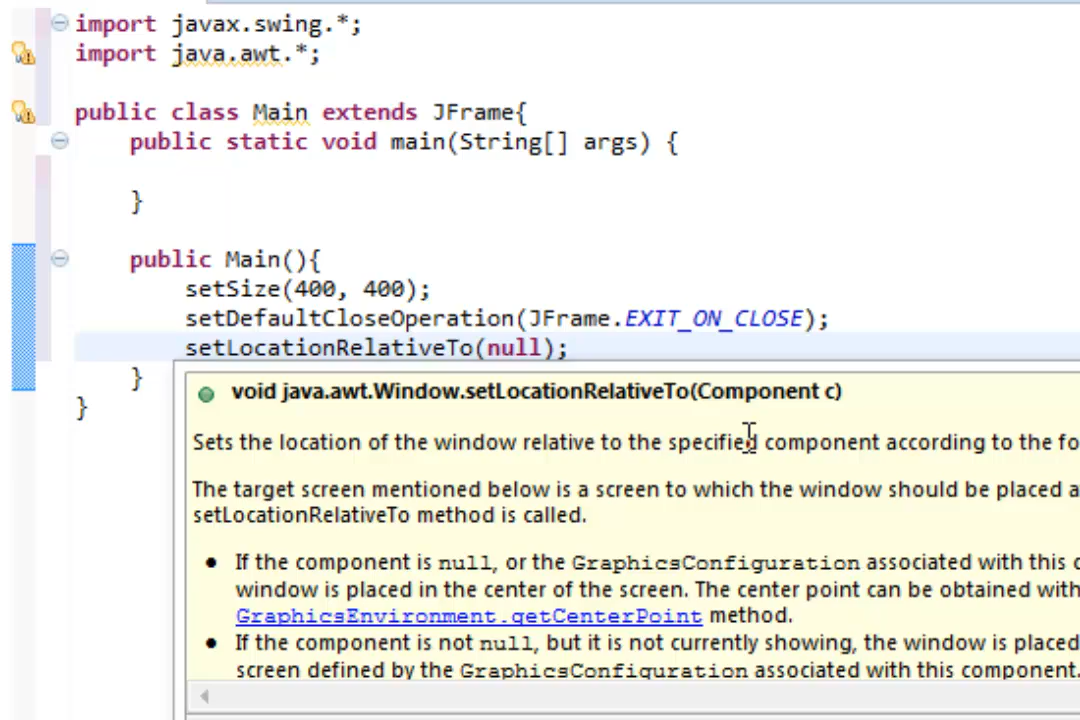 import javax.swing.*;
import java.awt.*;
public class Main extends JFrame{
public static void main(String[] args) {
}
public Main(){
setSize(400, 400);
setDefaultCloseOperation(JFrame.EXIT_ON_CLOSE);
setLocationRelativeTo(null);
}
}
void java.awt.Window.setLocationRelativeTo(Component c)
Sets the location of the window relative to the specified component according to the fo
The target screen mentioned below is a screen to which the window should be placed a
setLocationRelativeTo method is called.
• If the component is null, or the GraphicsConfiguration associated with this c
window is placed in the center of the screen. The center point can be obtained with
GraphicsEnvironment.getCenterPoint method.
• If the component is not null, but it is not currently showing, the window is placed
screen defined by the GraphicsConfiguration associated with this component.